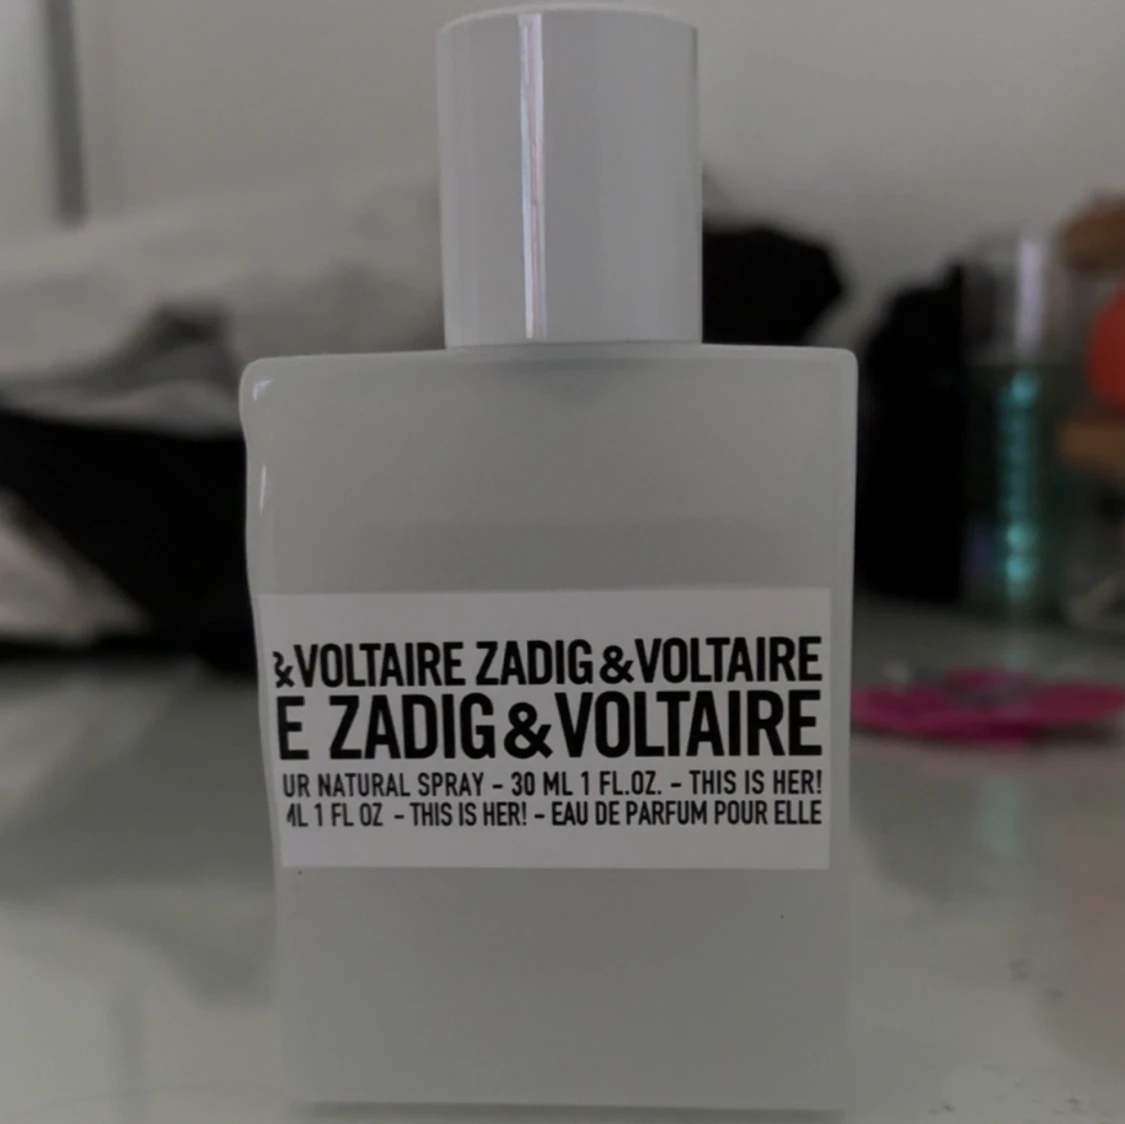 &VOLTAIRE ZADIG&VOLTAIRE
E ZADIG&VOLTAIRE
UR NATURAL SPRAY – 30 ML 1 FL.OZ. – THIS IS HER!
ML 1 FL OZ – THIS IS HER! – EAU DE PARFUM POUR ELLE